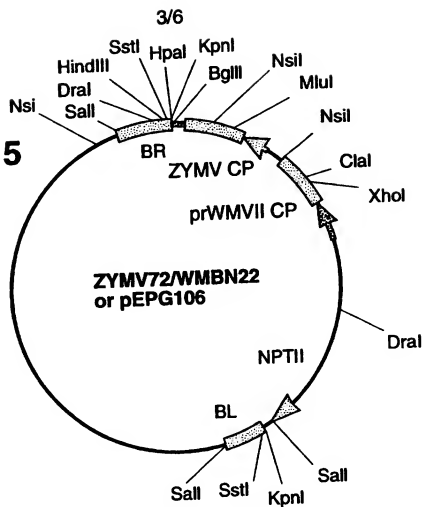 3/6
SstI
HpaI
KpnI
HindIII
BglII
NsiI
DraI
MluI
Nsi
SalI
NsiI
5
BR
ZYMV CP
ClaI
XhoI
prWMVII CP
ZYMV72/WMBN22
or pEPG106
DraI
NPTII
BL
SalI
SalI
SstI
KpnI